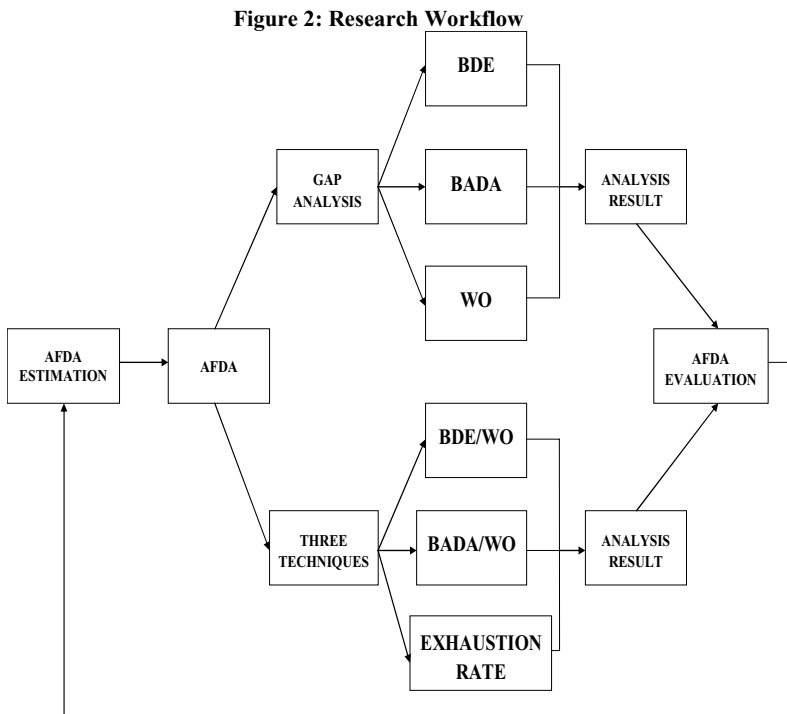 Figure 2: Research Workflow
BDE
GAP
ANALYSIS
BADA
ANALYSIS
RESULT
WO
AFDA
ESTIMATION
AFDA
AFDA
EVALUATION
BDE/WO
THREE
TECHNIQUES
BADA/WO
ANALYSIS
RESULT
EXHAUSTION
RATE